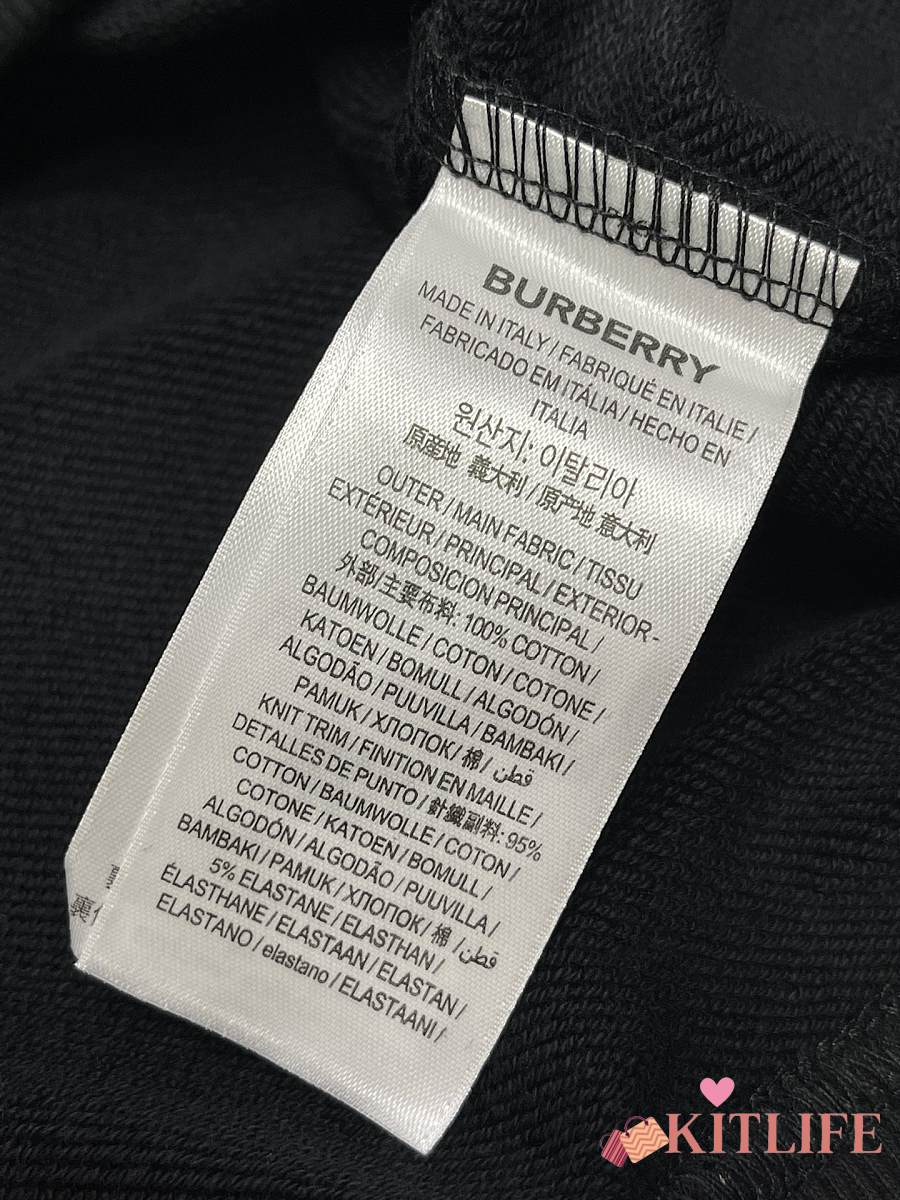 BURBERRY
MADE IN ITALY / FABRIQUÉ EN ITALIE /
FABRICADO EM ITÁLIA / HECHO EN
ITALIA
원산지: 이탈리아
原産地 義大利 / 原产地 意大利
OUTER / MAIN FABRIC / TISSU
EXTÉRIEUR / PRINCIPAL / EXTERIOR-
COMPOSICION PRINCIPAL /
外部/主要布料: 100% COTTON /
BAUMWOLLE / COTON / COTONE /
KATOEN / BOMULL / ALGODÓN /
ALGODÃO / PUUVILLA / BAMBAKI /
PAMUK / ХЛОПОК / 棉 / قطن
KNIT TRIM / FINITION EN MAILLE /
DETALLES DE PUNTO / 針織副料: 95%
COTTON / BAUMWOLLE / COTON /
COTONE / KATOEN / BOMULL /
ALGODÓN / ALGODÃO / PUUVILLA /
BAMBAKI / PAMUK / ХЛОПОК / 棉 / قطن
5% ELASTANE / ELASTHAN /
ÉLASTHANE / ELASTAAN / ELASTAN /
ELASTANO / elastano / ELASTAANI /
KITLIFE